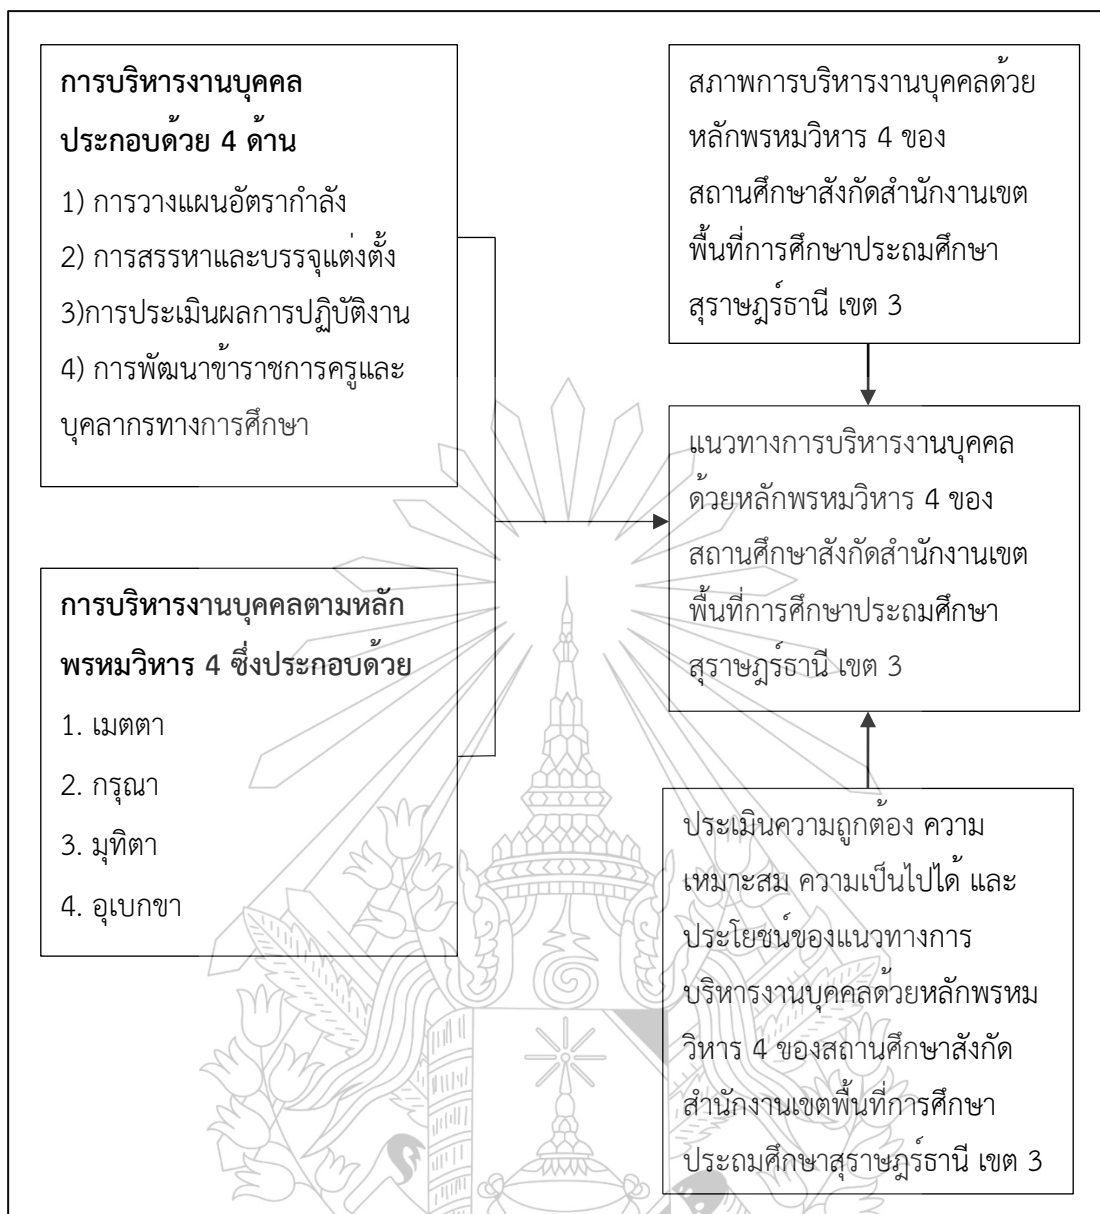 การบริหารงานบุคคล
ประกอบด้วย 4 ด้าน
1) การวางแผนอัตรากำลัง
2) การสรรหาและบรรจุแต่งตั้ง
3)การประเมินผลการปฏิบัติงาน
4) การพัฒนาข้าราชการครูและ
บุคลากรทางการศึกษา
การบริหารงานบุคคลตามหลัก
พรหมวิหาร 4 ซึ่งประกอบด้วย
1. เมตตา
2. กรุณา
3. มุทิตา
4. อุเบกขา
สภาพการบริหารงานบุคคลด้วย
หลักพรหมวิหาร 4 ของ
สถานศึกษาสังกัดสำนักงานเขต
พื้นที่การศึกษาประถมศึกษา
สุราษฎร์ธานี เขต 3
แนวทางการบริหารงานบุคคล
ด้วยหลักพรหมวิหาร 4 ของ
สถานศึกษาสังกัดสำนักงานเขต
พื้นที่การศึกษาประถมศึกษา
สุราษฎร์ธานี เขต 3
ประเมินความถูกต้อง ความ
เหมาะสม ความเป็นไปได้ และ
ประโยชน์ของแนวทางการ
บริหารงานบุคคลด้วยหลักพรหม
วิหาร 4 ของสถานศึกษาสังกัด
สำนักงานเขตพื้นที่การศึกษา
ประถมศึกษาสุราษฎร์ธานี เขต 3